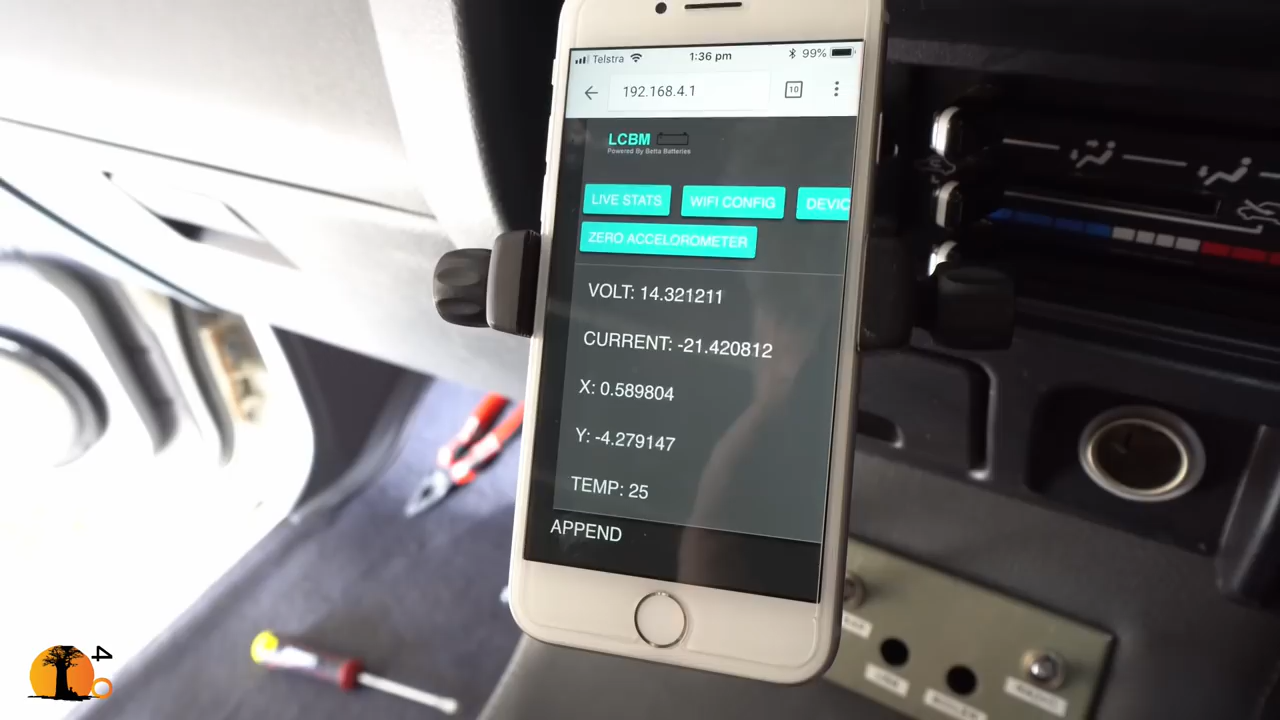 Telstra 1:36 pm 99%
192.168.4.1 10
LCBM
Powered By Betta Batteries
LIVE STATS WIFI CONFIG DEVIC
ZERO ACCELOROMETER
VOLT: 14.321211
CURRENT: -21.420812
X: 0.589804
Y: -4.279147
TEMP: 25
APPEND
4